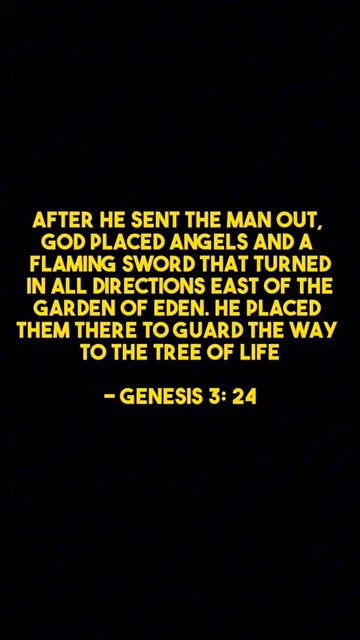 AFTER HE SENT THE MAN OUT,
GOD PLACED ANGELS AND A
FLAMING SWORD THAT TURNED
IN ALL DIRECTIONS EAST OF THE
GARDEN OF EDEN. HE PLACED
THEM THERE TO GUARD THE WAY
TO THE TREE OF LIFE
– GENESIS 3: 24